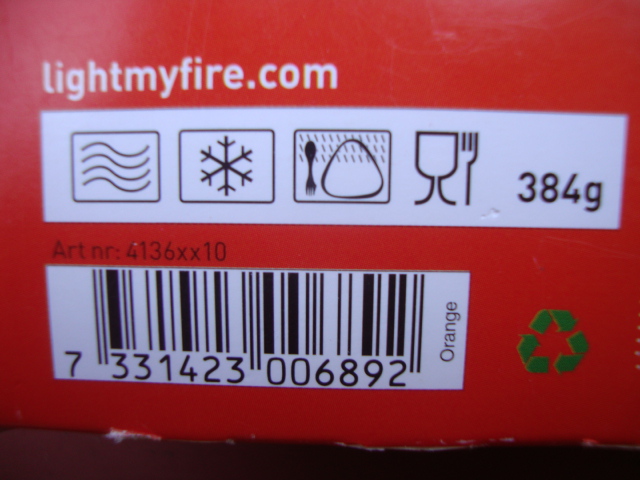 lightmyfire.com
384g
Art nr: 4136xx10
Orange
7 331423 006892